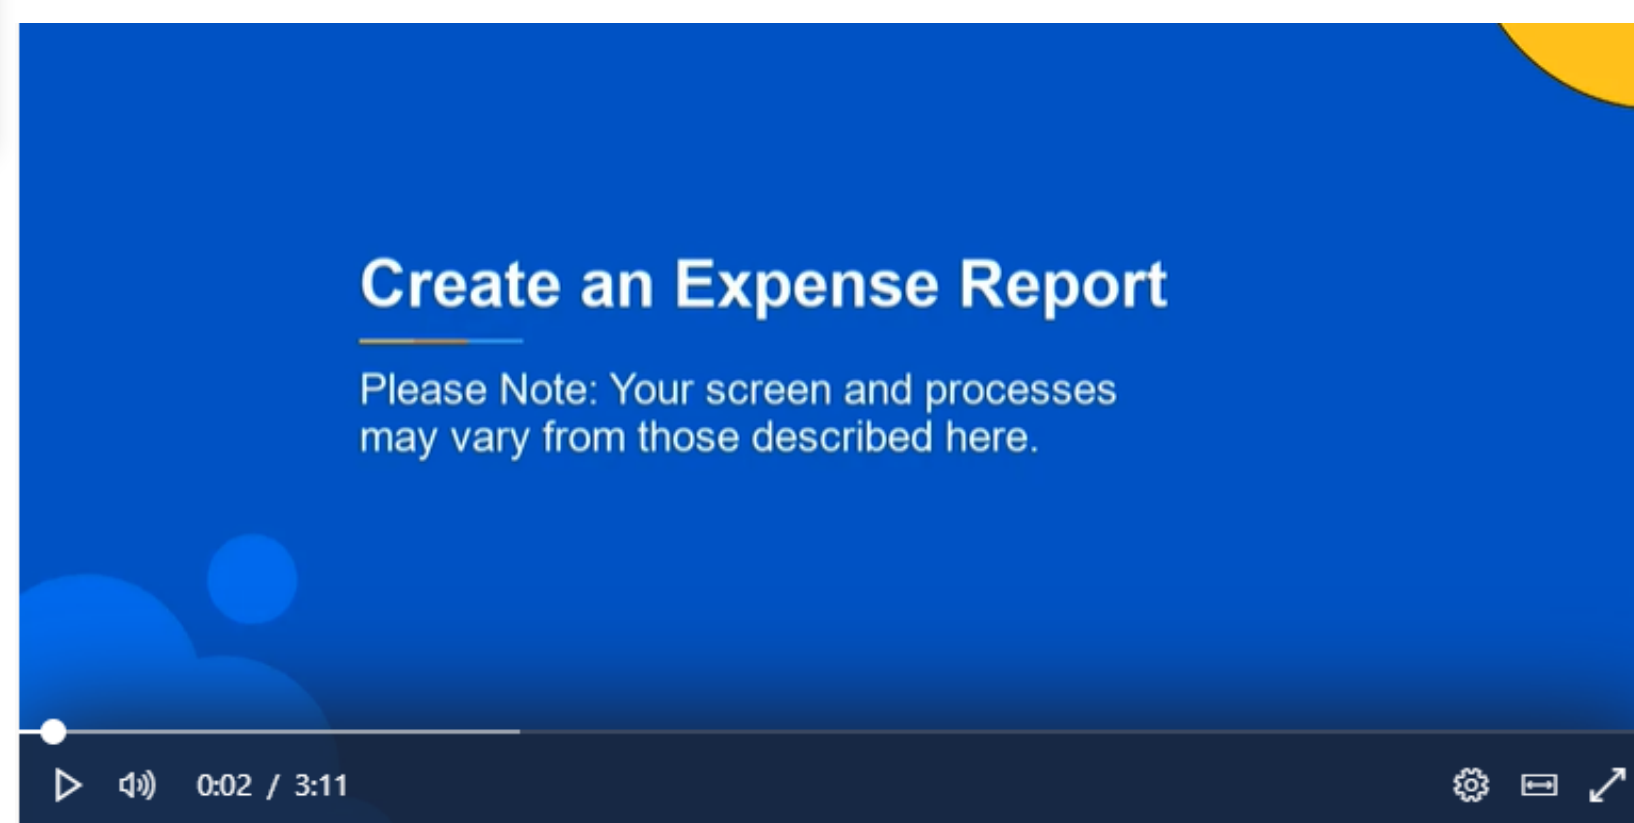 Create an Expense Report
Please Note: Your screen and processes
may vary from those described here.
0:02 / 3:11